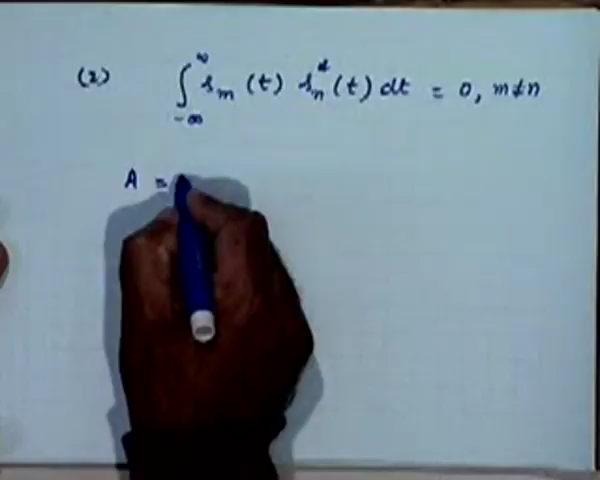 (2) ∫_{-∞}^{∞} s_m (t) s_n^* (t) dt = 0, m ≠ n
A =